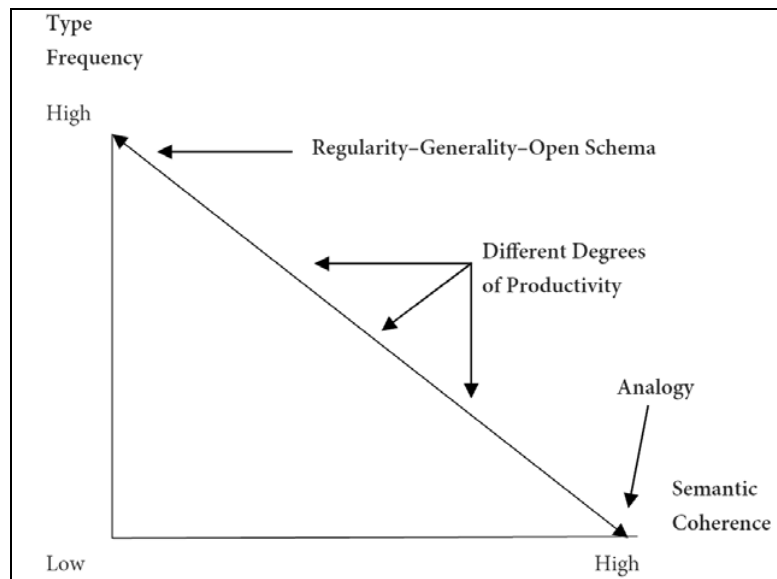 Type
Frequency
High
Regularity–Generality–Open Schema
Different Degrees
of Productivity
Analogy
Semantic
Coherence
Low
High